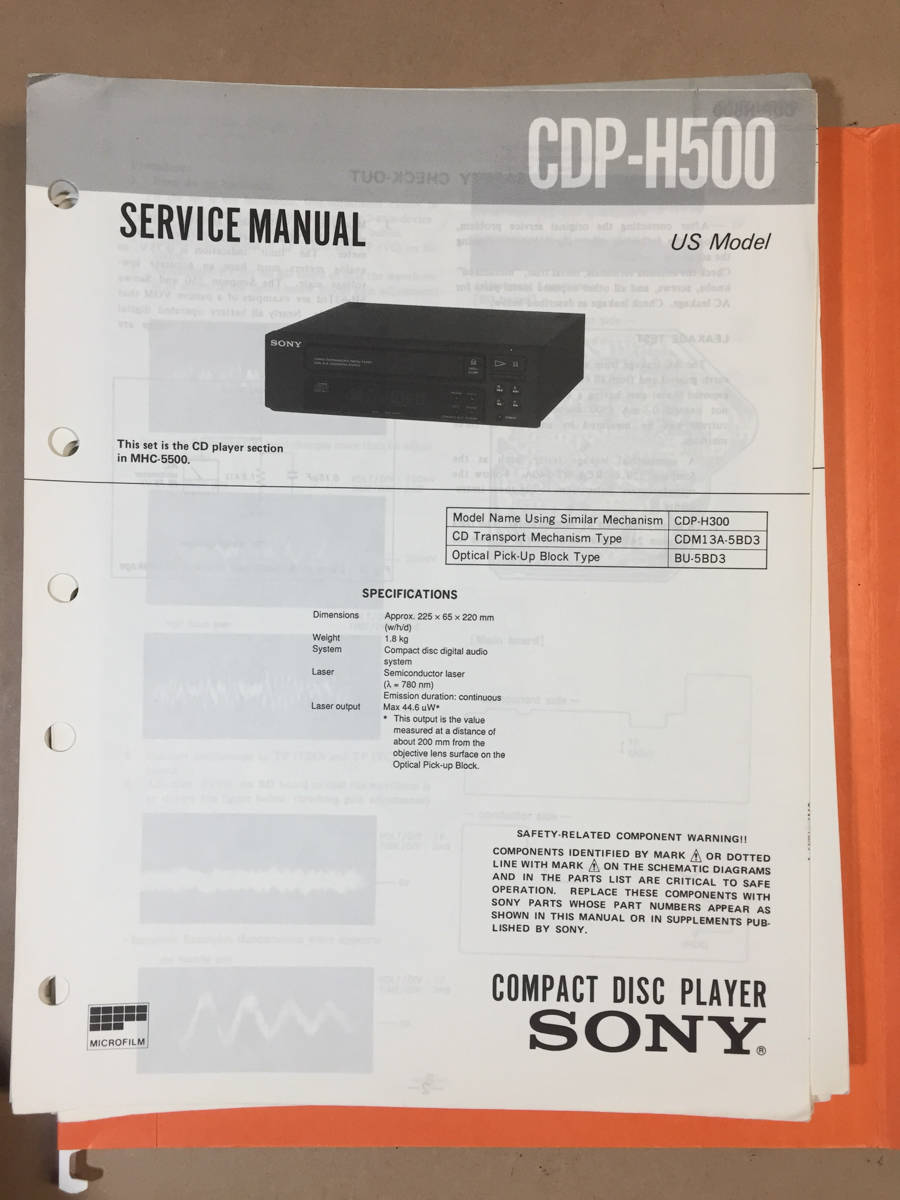 CDP-H500
SERVICE MANUAL
US Model
SONY
This set is the CD player section
in MHC-5500.
Model Name Using Similar Mechanism CDP-H300
CD Transport Mechanism Type CDM13A-5BD3
Optical Pick-Up Block Type BU-5BD3
SPECIFICATIONS
Dimensions Approx. 225 × 65 × 220 mm
(w/h/d)
Weight 1.8 kg
System Compact disc digital audio
system
Laser Semiconductor laser
(λ = 780 nm)
Emission duration: continuous
Laser output Max 44.6 uW*
* This output is the value
measured at a distance of
about 200 mm from the
objective lens surface on the
Optical Pick-up Block.
SAFETY-RELATED COMPONENT WARNING!!
COMPONENTS IDENTIFIED BY MARK ⚠ OR DOTTED
LINE WITH MARK ⚠ ON THE SCHEMATIC DIAGRAMS
AND IN THE PARTS LIST ARE CRITICAL TO SAFE
OPERATION. REPLACE THESE COMPONENTS WITH
SONY PARTS WHOSE PART NUMBERS APPEAR AS
SHOWN IN THIS MANUAL OR IN SUPPLEMENTS PUB-
LISHED BY SONY.
COMPACT DISC PLAYER
SONY®
MICROFILM